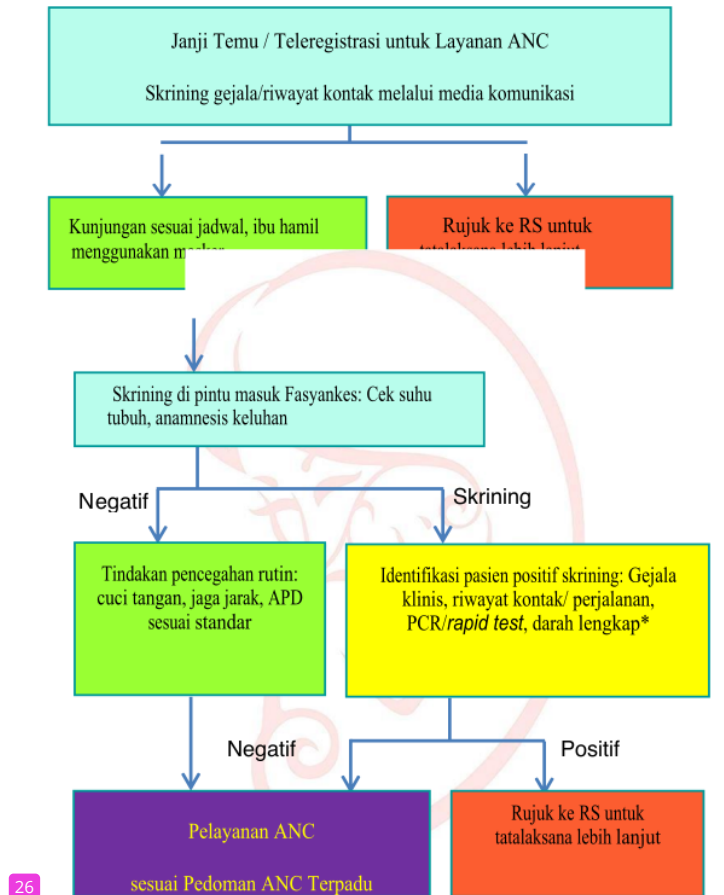 Janji Temu / Teleregistrasi untuk Layanan ANC
Skrining gejala/riwayat kontak melalui media komunikasi
Kunjungan sesuai jadwal, ibu hamil
menggunakan
Rujuk ke RS untuk
tatalaksana lebih lanjut
Skrining di pintu masuk Fasyankes: Cek suhu
tubuh, anamnesis keluhan
Negatif
Skrining
Tindakan pencegahan rutin:
cuci tangan, jaga jarak, APD
sesuai standar
Identifikasi pasien positif skrining: Gejala
klinis, riwayat kontak/ perjalanan,
PCR/rapid test, darah lengkap*
Negatif
Positif
Pelayanan ANC
sesuai Pedoman ANC Terpadu
Rujuk ke RS untuk
tatalaksana lebih lanjut
26